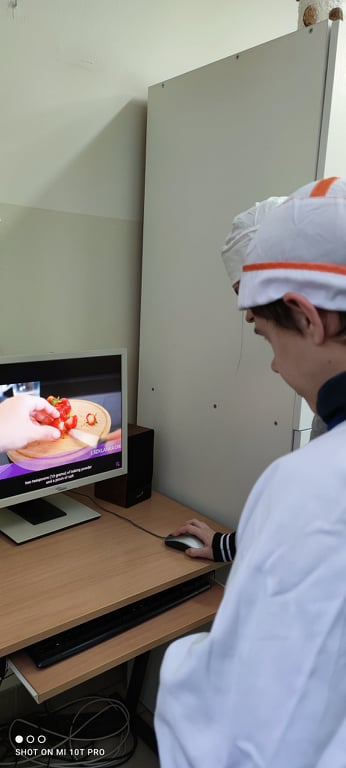 two teaspoons (10 grams) of baking powder
and a pinch of salt
SHOT ON MI 10T PRO